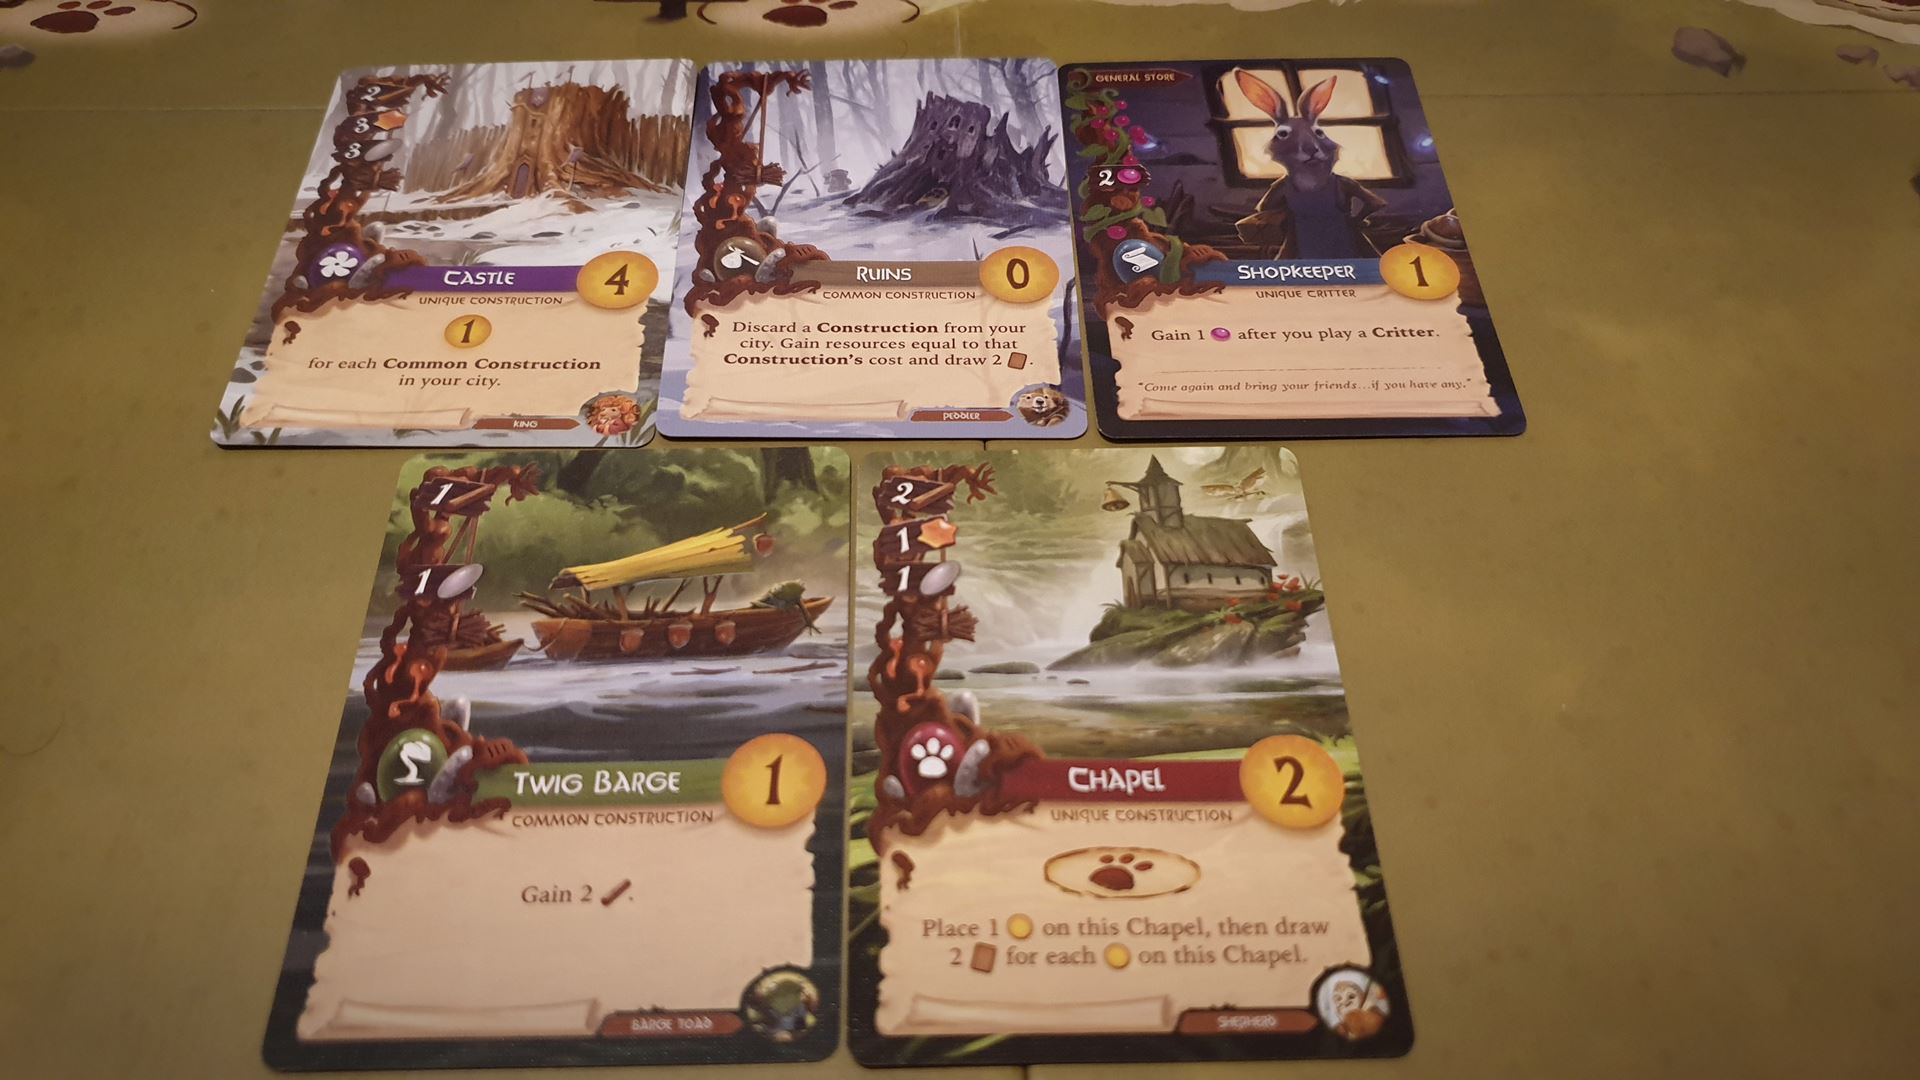 2
3
3
CASTLE
4
UNIQUE CONSTRUCTION
1
for each Common Construction
in your city.
KING
RUINS
0
COMMON CONSTRUCTION
Discard a Construction from your
city. Gain resources equal to that
Construction's cost and draw 2 .
PEDDLER
GENERAL STORE
2
SHOPKEEPER
1
UNIQUE CRITTER
Gain 1 after you play a Critter.
"Come again and bring your friends...if you have any."
1
1
TWIG BARGE
1
COMMON CONSTRUCTION
Gain 2 .
BARGE TOAD
2
1
1
CHAPEL
2
UNIQUE CONSTRUCTION
Place 1 on this Chapel, then draw
2 for each on this Chapel.
SHEPHERD